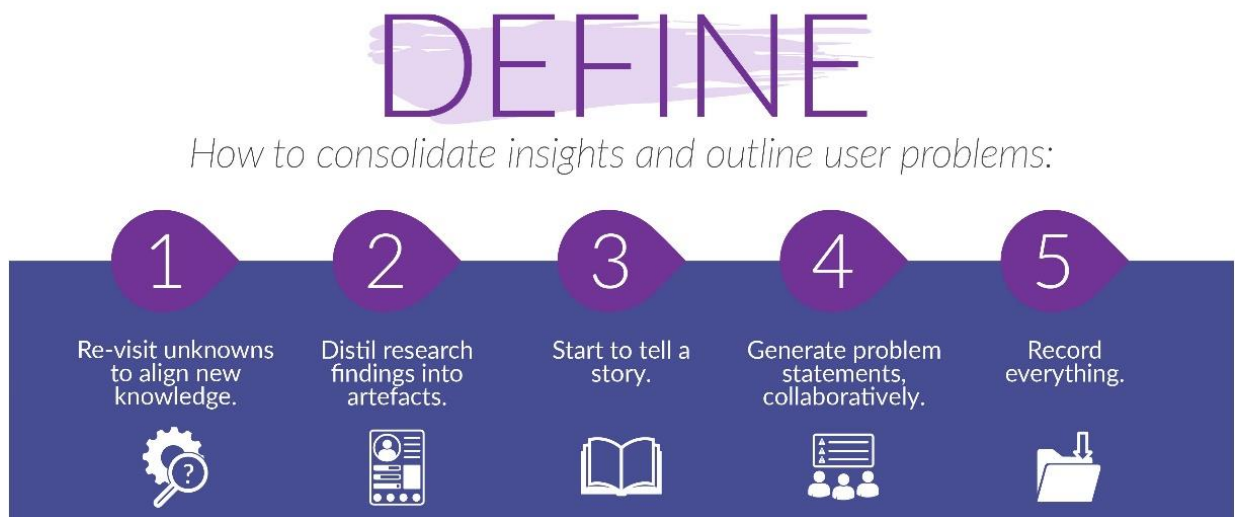 DEFINE
How to consolidate insights and outline user problems:
1
Re-visit unknowns
to align new
knowledge.
?
2
Distil research
findings into
artefacts.
3
Start to tell a
story.
4
Generate problem
statements,
collaboratively.
5
Record
everything.